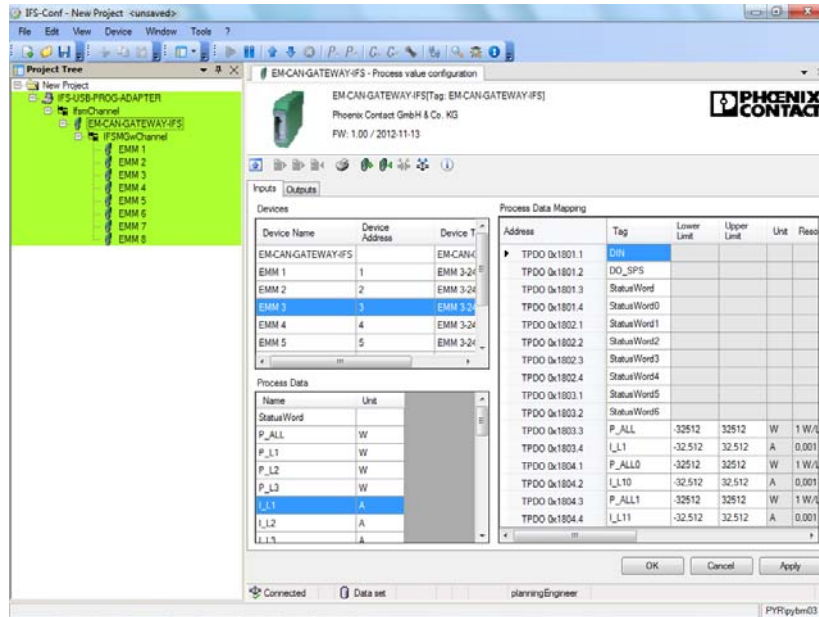 IFS-Conf - New Project <unsaved>
File Edit View Device Window Tools ?
Project Tree
New Project
IFS-USB-PROG-ADAPTER
IfsmChannel
EM-CAN-GATEWAY-IFS
IFSMGwChannel
EMM 1
EMM 2
EMM 3
EMM 4
EMM 5
EMM 6
EMM 7
EMM 8
EM-CAN-GATEWAY-IFS - Process value configuration
EM-CAN-GATEWAY-IFS[Tag: EM-CAN-GATEWAY-IFS]
Phoenix Contact GmbH & Co. KG
FW: 1.00 / 2012-11-13
PHŒNIX
CONTACT
Inputs Outputs
Devices
Device Name Device Address Device T
EM-CAN-GATEWAY-IFS EM-CAN-G
EMM 1 1 EMM 3-24
EMM 2 2 EMM 3-24
EMM 3 3 EMM 3-24
EMM 4 4 EMM 3-24
EMM 5 5 EMM 3-24
Process Data
Name Unit
StatusWord
P_ALL W
P_L1 W
P_L2 W
P_L3 W
I_L1 A
I_L2 A
I_L3 A
Process Data Mapping
Address Tag Lower Limit Upper Limit Unit Reso
TPDO 0x1801.1 DIN
TPDO 0x1801.2 DO_SPS
TPDO 0x1801.3 StatusWord
TPDO 0x1801.4 StatusWord0
TPDO 0x1802.1 StatusWord1
TPDO 0x1802.2 StatusWord2
TPDO 0x1802.3 StatusWord3
TPDO 0x1802.4 StatusWord4
TPDO 0x1803.1 StatusWord5
TPDO 0x1803.2 StatusWord6
TPDO 0x1803.3 P_ALL -32512 32512 W 1 W/L
TPDO 0x1803.4 I_L1 -32.512 32.512 A 0,001
TPDO 0x1804.1 P_ALL0 -32512 32512 W 1 W/L
TPDO 0x1804.2 I_L10 -32.512 32.512 A 0,001
TPDO 0x1804.3 P_ALL1 -32512 32512 W 1 W/L
TPDO 0x1804.4 I_L11 -32.512 32.512 A 0.001
OK Cancel Apply
Connected Data set planningEngineer
PYR\pybm03